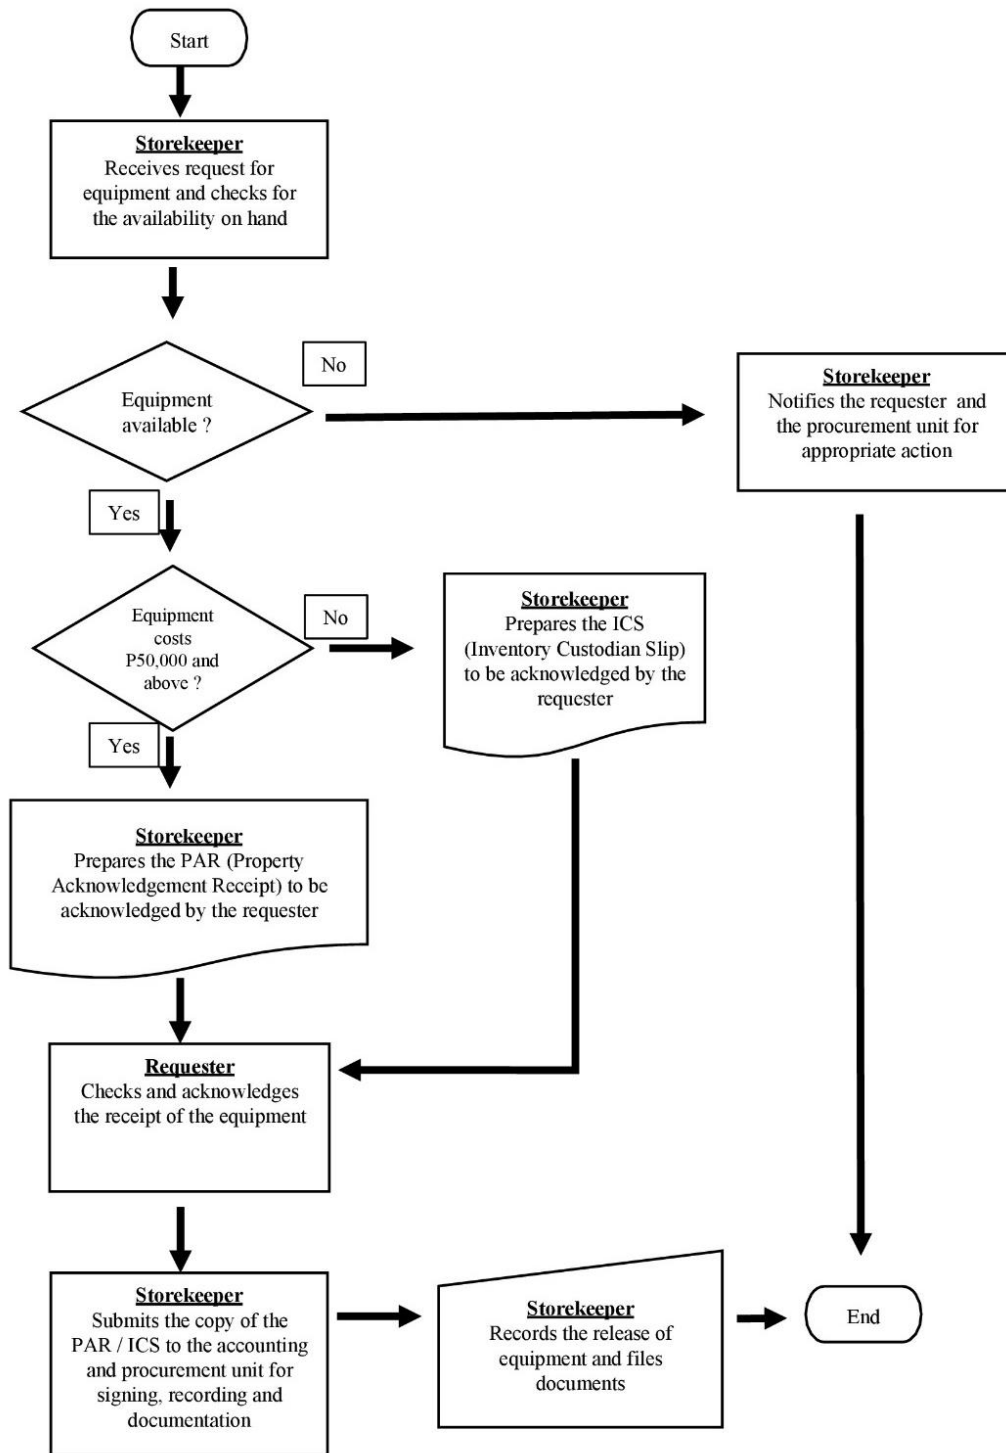 Start
Storekeeper
Receives request for
equipment and checks for
the availability on hand
Equipment
available ?
No
Storekeeper
Notifies the requester and
the procurement unit for
appropriate action
Yes
Equipment
costs
P50,000 and
above ?
No
Storekeeper
Prepares the ICS
(Inventory Custodian Slip)
to be acknowledged by the
requester
Yes
Storekeeper
Prepares the PAR (Property
Acknowledgement Receipt) to be
acknowledged by the requester
Requester
Checks and acknowledges
the receipt of the equipment
Storekeeper
Submits the copy of the
PAR / ICS to the accounting
and procurement unit for
signing, recording and
documentation
Storekeeper
Records the release of
equipment and files
documents
End